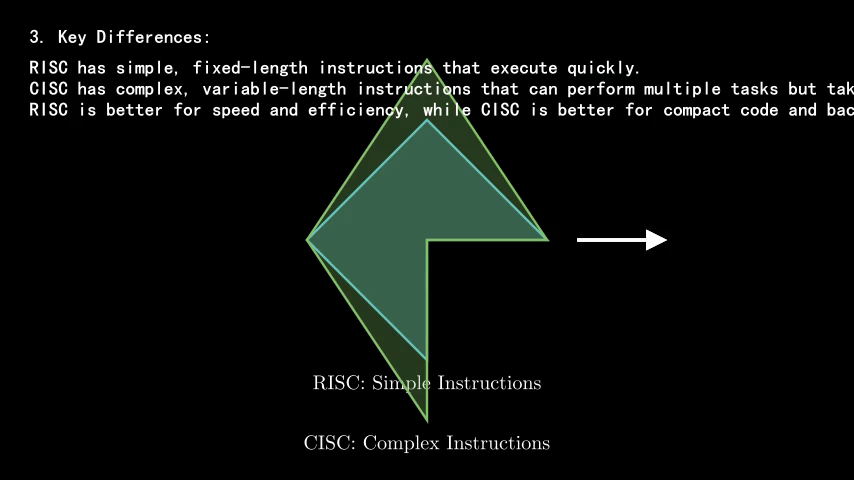 3. Key Differences:
RISC has simple, fixed-length instructions that execute quickly.
CISC has complex, variable-length instructions that can perform multiple tasks but tak
RISC is better for speed and efficiency, while CISC is better for compact code and bac
RISC: Simple Instructions
CISC: Complex Instructions